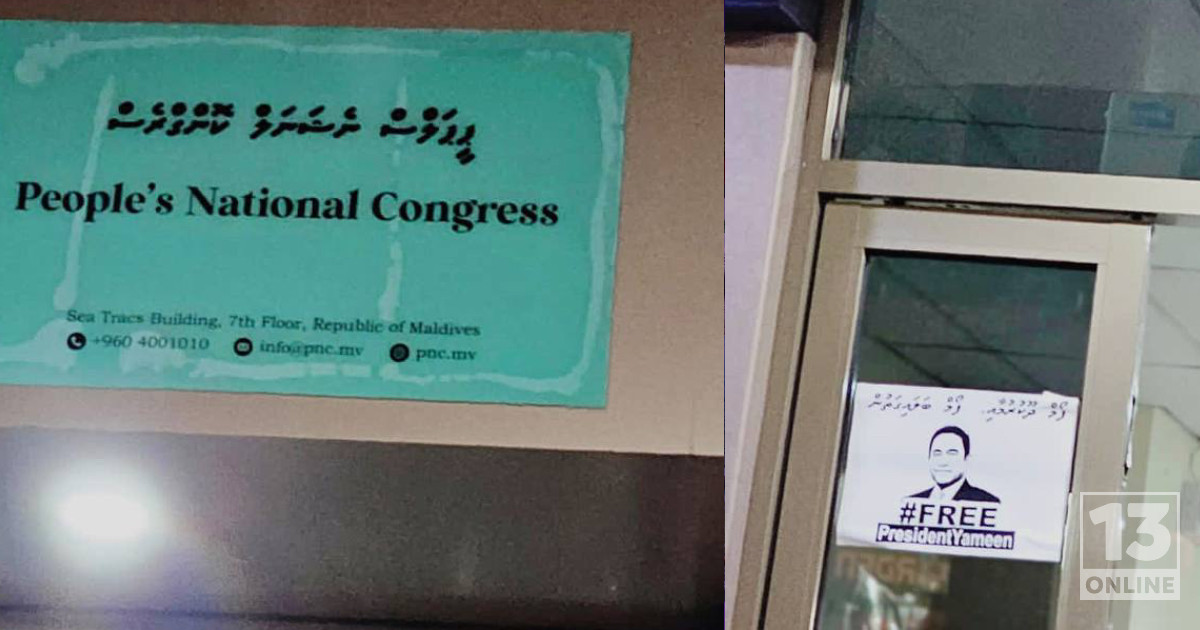 ޕީޕަލްސް ނެޝަނަލް ކޮންގްރެސް
People's National Congress
Sea Tracs Building, 7th Floor, Republic of Maldives
+960 4001010 info@pnc.mv pnc.mv
ފޯމް ދޫކުރުމާއި، ފޯމް ބަލައިގަތުން
#FREE
PresidentYameen
13
ONLINE